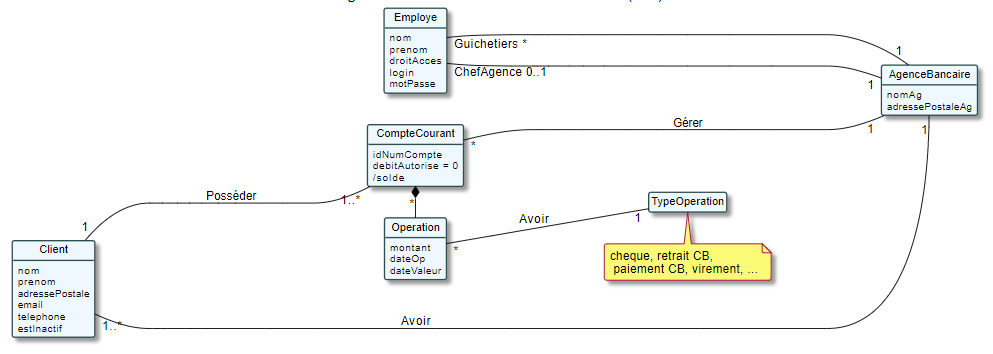 Employe
nom
prenom
droitAcces
login
motPasse
Guichetiers *
1
ChefAgence 0..1
1
AgenceBancaire
nomAg
adressePostaleAg
CompteCourant
idNumCompte
debitAutorise = 0
/solde
*
Gérer
1
1
Posséder
1..*
1
*
Operation
montant
dateOp
dateValeur
*
Avoir
1
TypeOperation
cheque, retrait CB,
paiement CB, virement, ...
Client
nom
prenom
adressePostale
email
telephone
estInactif
1..*
Avoir